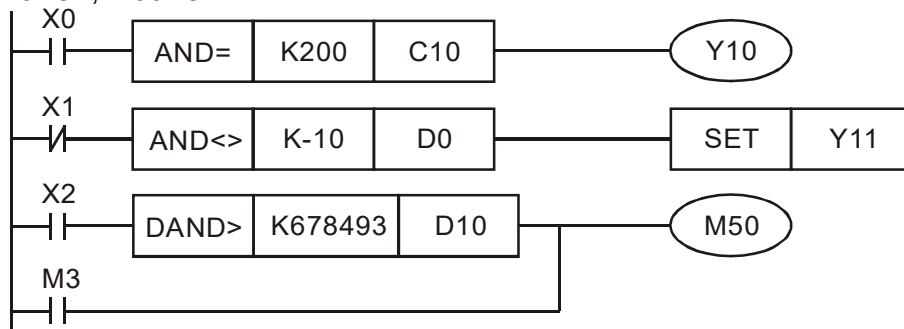 X0
AND= K200 C10 Y10
X1
AND<> K-10 D0 SET Y11
X2
DAND> K678493 D10 M50
M3